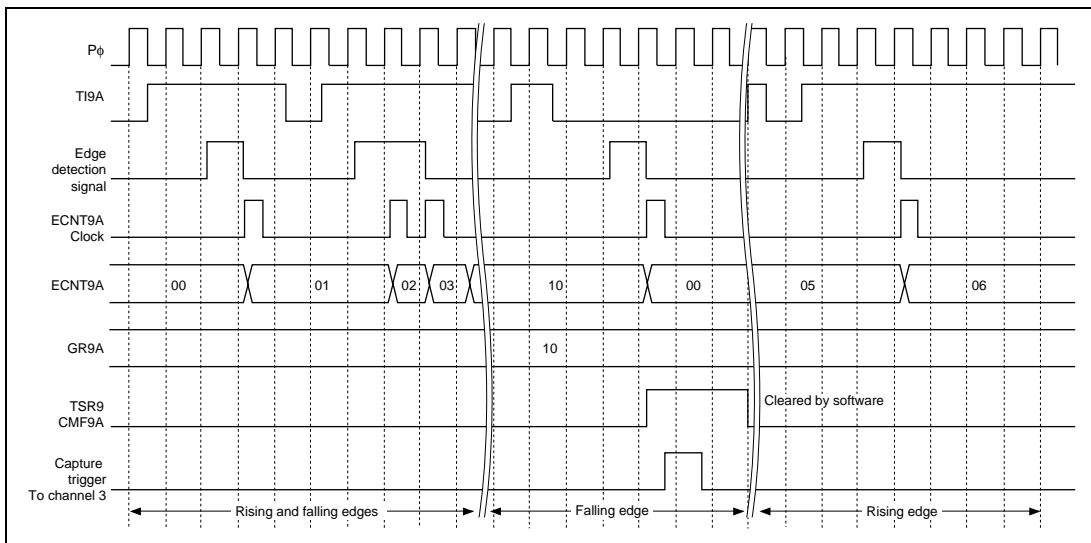 Pϕ
TI9A
Edge
detection
signal
ECNT9A
Clock
ECNT9A
00
01
02
03
10
00
05
06
GR9A
10
TSR9
CMF9A
Cleared by software
Capture
trigger
To channel 3
Rising and falling edges
Falling edge
Rising edge